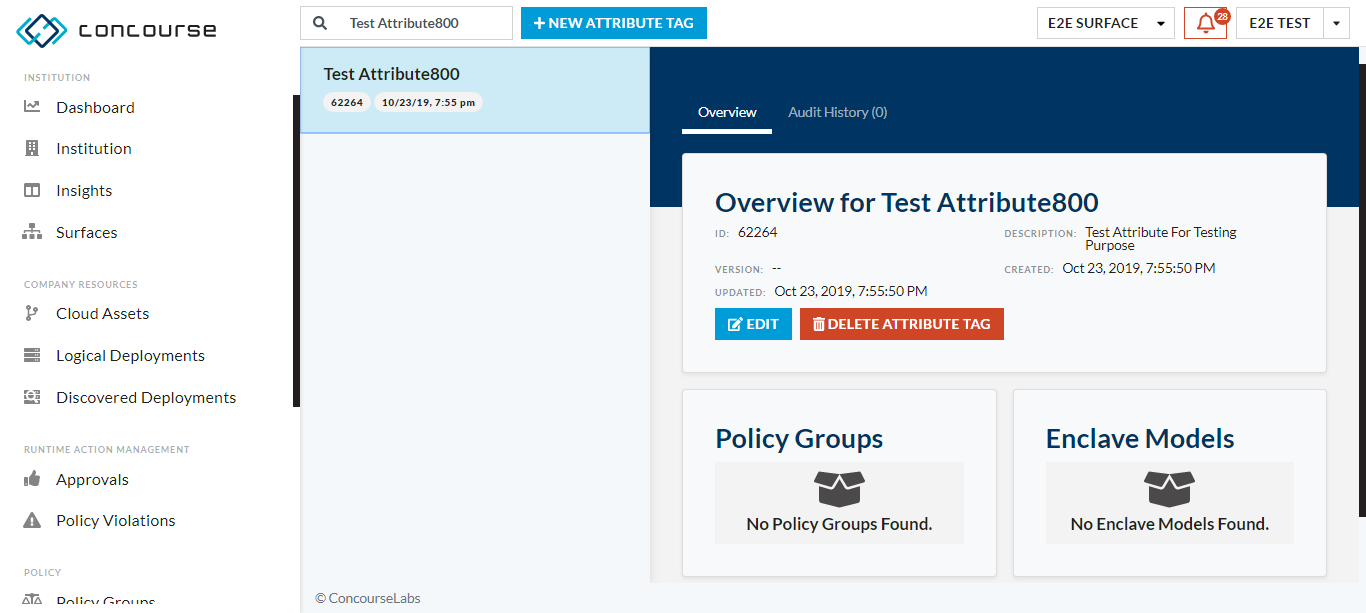 concourse
Test Attribute800
NEW ATTRIBUTE TAG
E2E SURFACE
28
E2E TEST
INSTITUTION
Dashboard
Institution
Insights
Surfaces
COMPANY RESOURCES
Cloud Assets
Logical Deployments
Discovered Deployments
RUNTIME ACTION MANAGEMENT
Approvals
Policy Violations
POLICY
Policy Groups
Test Attribute800
62264 10/23/19, 7:55 pm
Overview Audit History (0)
Overview for Test Attribute800
ID: 62264
DESCRIPTION: Test Attribute For Testing
Purpose
VERSION: --
CREATED: Oct 23, 2019, 7:55:50 PM
UPDATED: Oct 23, 2019, 7:55:50 PM
EDIT DELETE ATTRIBUTE TAG
Policy Groups
No Policy Groups Found.
Enclave Models
No Enclave Models Found.
© ConcourseLabs